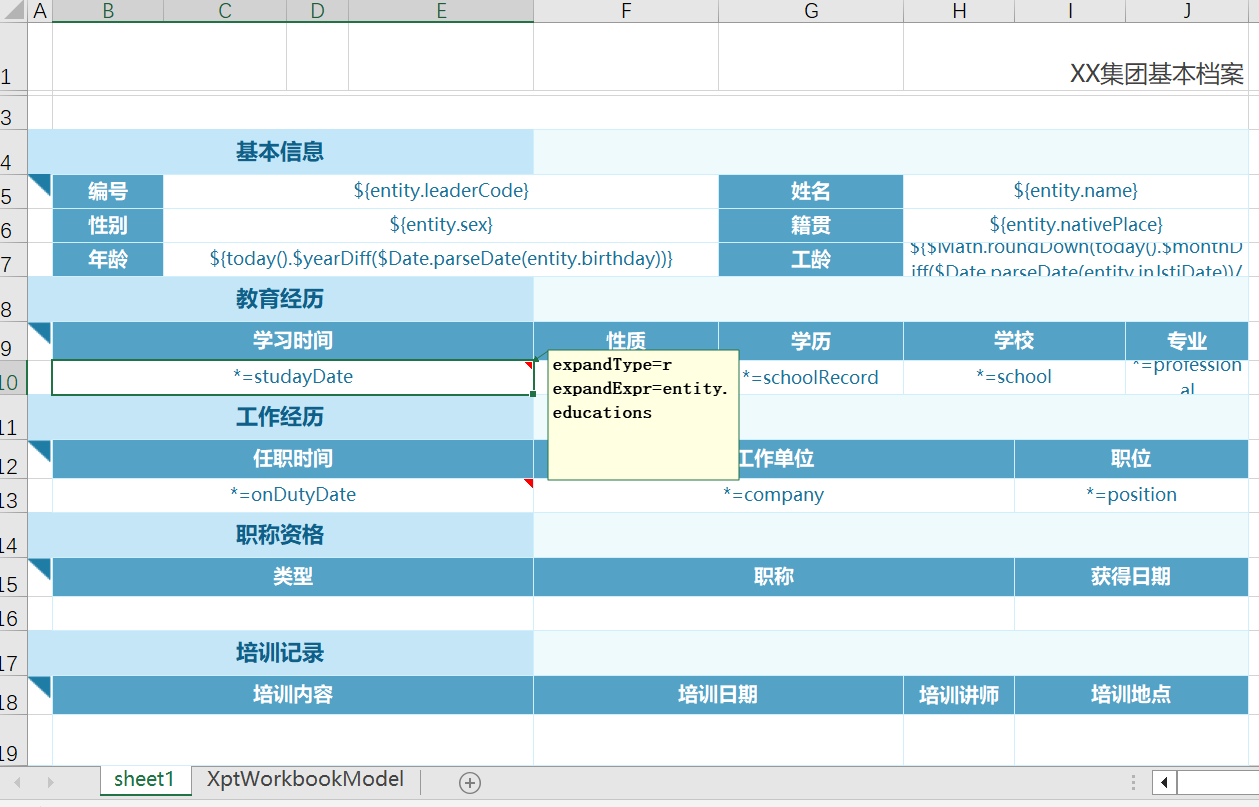 A B C D E F G H I J
1 XX集团基本档案
3
4 基本信息
5 编号 ${entity.leaderCode} 姓名 ${entity.name}
6 性别 ${entity.sex} 籍贯 ${entity.nativePlace}
7 年龄 ${today().$yearDiff($Date.parseDate(entity.birthday))} 工龄 ${$Math.roundDown(today().$monthD
iff($Date.parseDate(entity.inJstiDate))/
8 教育经历
9 学习时间 性质 学历 学校 专业
10 *=studayDate *=schoolRecord *=school *=profession
al
expandType=r
expandExpr=entity.
educations
11 工作经历
12 任职时间 工作单位 职位
13 *=onDutyDate *=company *=position
14 职称资格
15 类型 职称 获得日期
16
17 培训记录
18 培训内容 培训日期 培训讲师 培训地点
19
sheet1 XptWorkbookModel